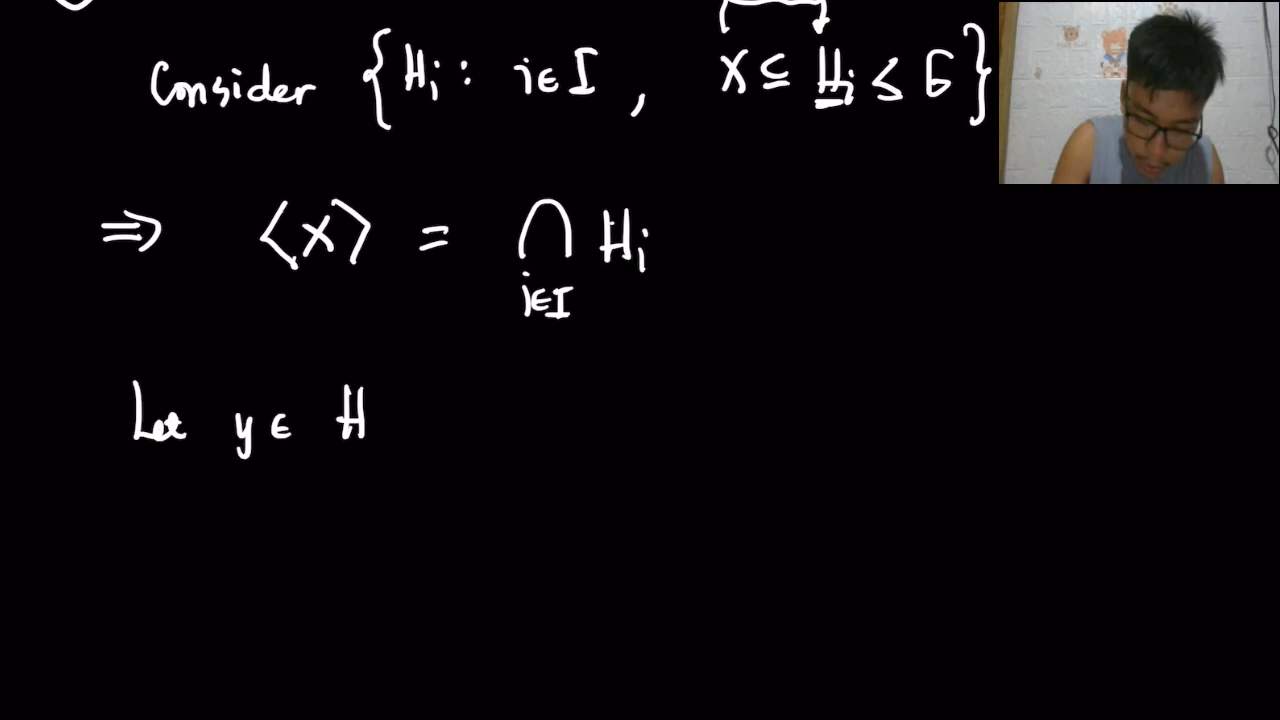 Consider {Hᵢ : i ∈ I , X ⊆ Hᵢ ≤ G}
⇒ ⟨X⟩ = ⋂ Hᵢ
i∈I
Let y ∈ H